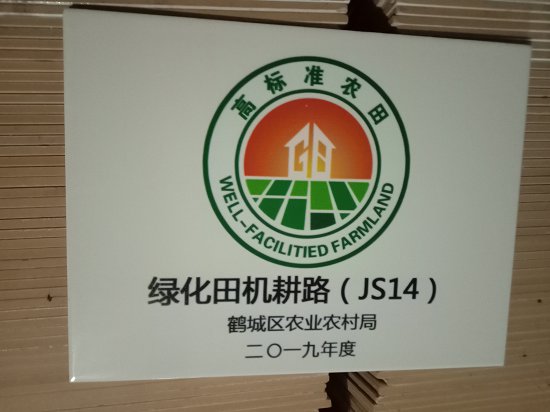 高标准农田
WELL-FACILITIED FARMLAND
绿化田机耕路（JS14）
鹤城区农业农村局
二〇一九年度